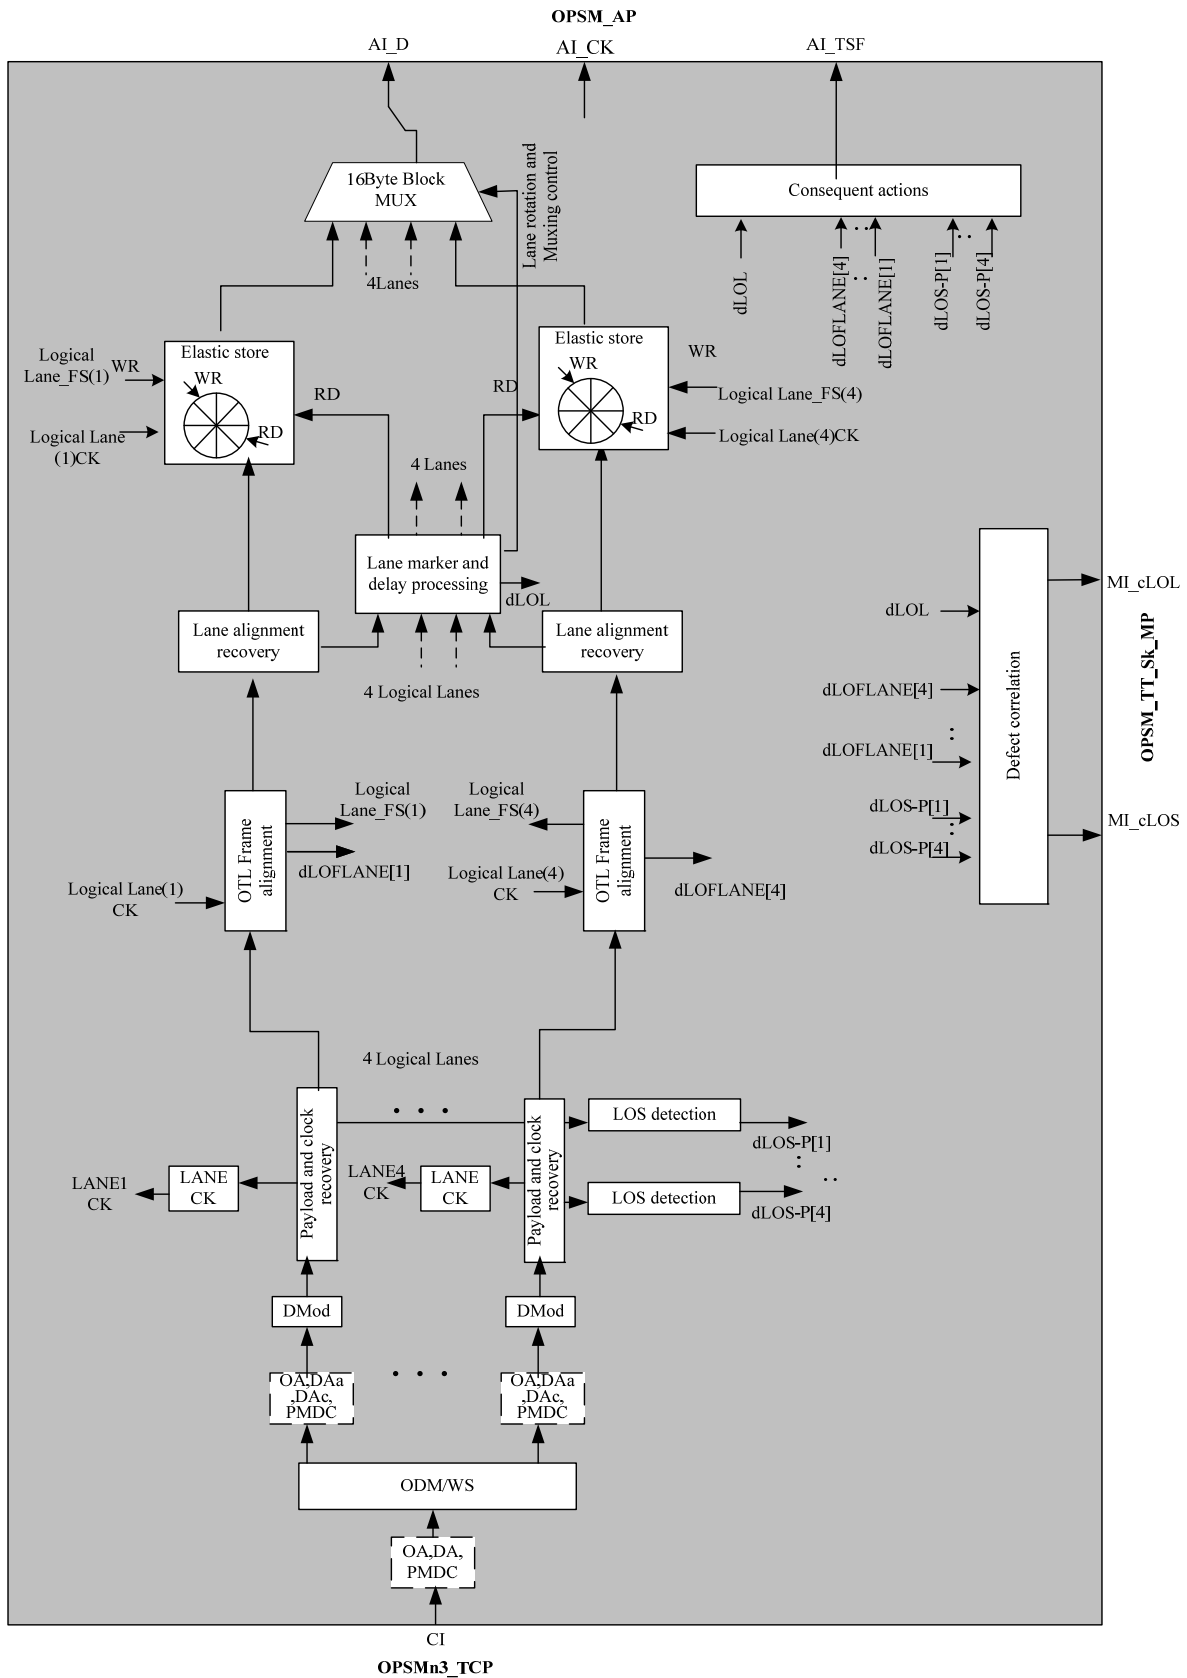 OPSM_AP
AI_D
AI_CK
AI_TSF
16Byte Block
MUX
Lane rotation and
Muxing control
Consequent actions
4Lanes
dLOL
dLOFLANE[4]
dLOFLANE[1]
dLOS-P[1]
dLOS-P[4]
Logical
Lane_FS(1)
WR
Logical Lane
(1)CK
Elastic store
WR
RD
RD
RD
Elastic store
WR
RD
WR
Logical Lane_FS(4)
Logical Lane(4)CK
4 Lanes
Lane marker and
delay processing
dLOL
Lane alignment
recovery
Lane alignment
recovery
4 Logical Lanes
dLOL
dLOFLANE[4]
dLOFLANE[1]
dLOS-P[1]
dLOS-P[4]
Defect correlation
MI_cLOL
MI_cLOS
OPSM_TT_Sk_MP
Logical
Lane_FS(1)
dLOFLANE[1]
OTL Frame
alignment
Logical Lane(1)
CK
Logical
Lane_FS(4)
Logical Lane(4)
CK
OTL Frame
alignment
dLOFLANE[4]
4 Logical Lanes
Payload and clock
recovery
Payload and clock
recovery
LOS detection
dLOS-P[1]
LANE1
CK
LANE
CK
LANE4
CK
LANE
CK
LOS detection
dLOS-P[4]
DMod
DMod
OA,DAa
,DAc,
PMDC
OA,DAa
,DAc,
PMDC
ODM/WS
OA,DA,
PMDC
CI
OPSMn3_TCP